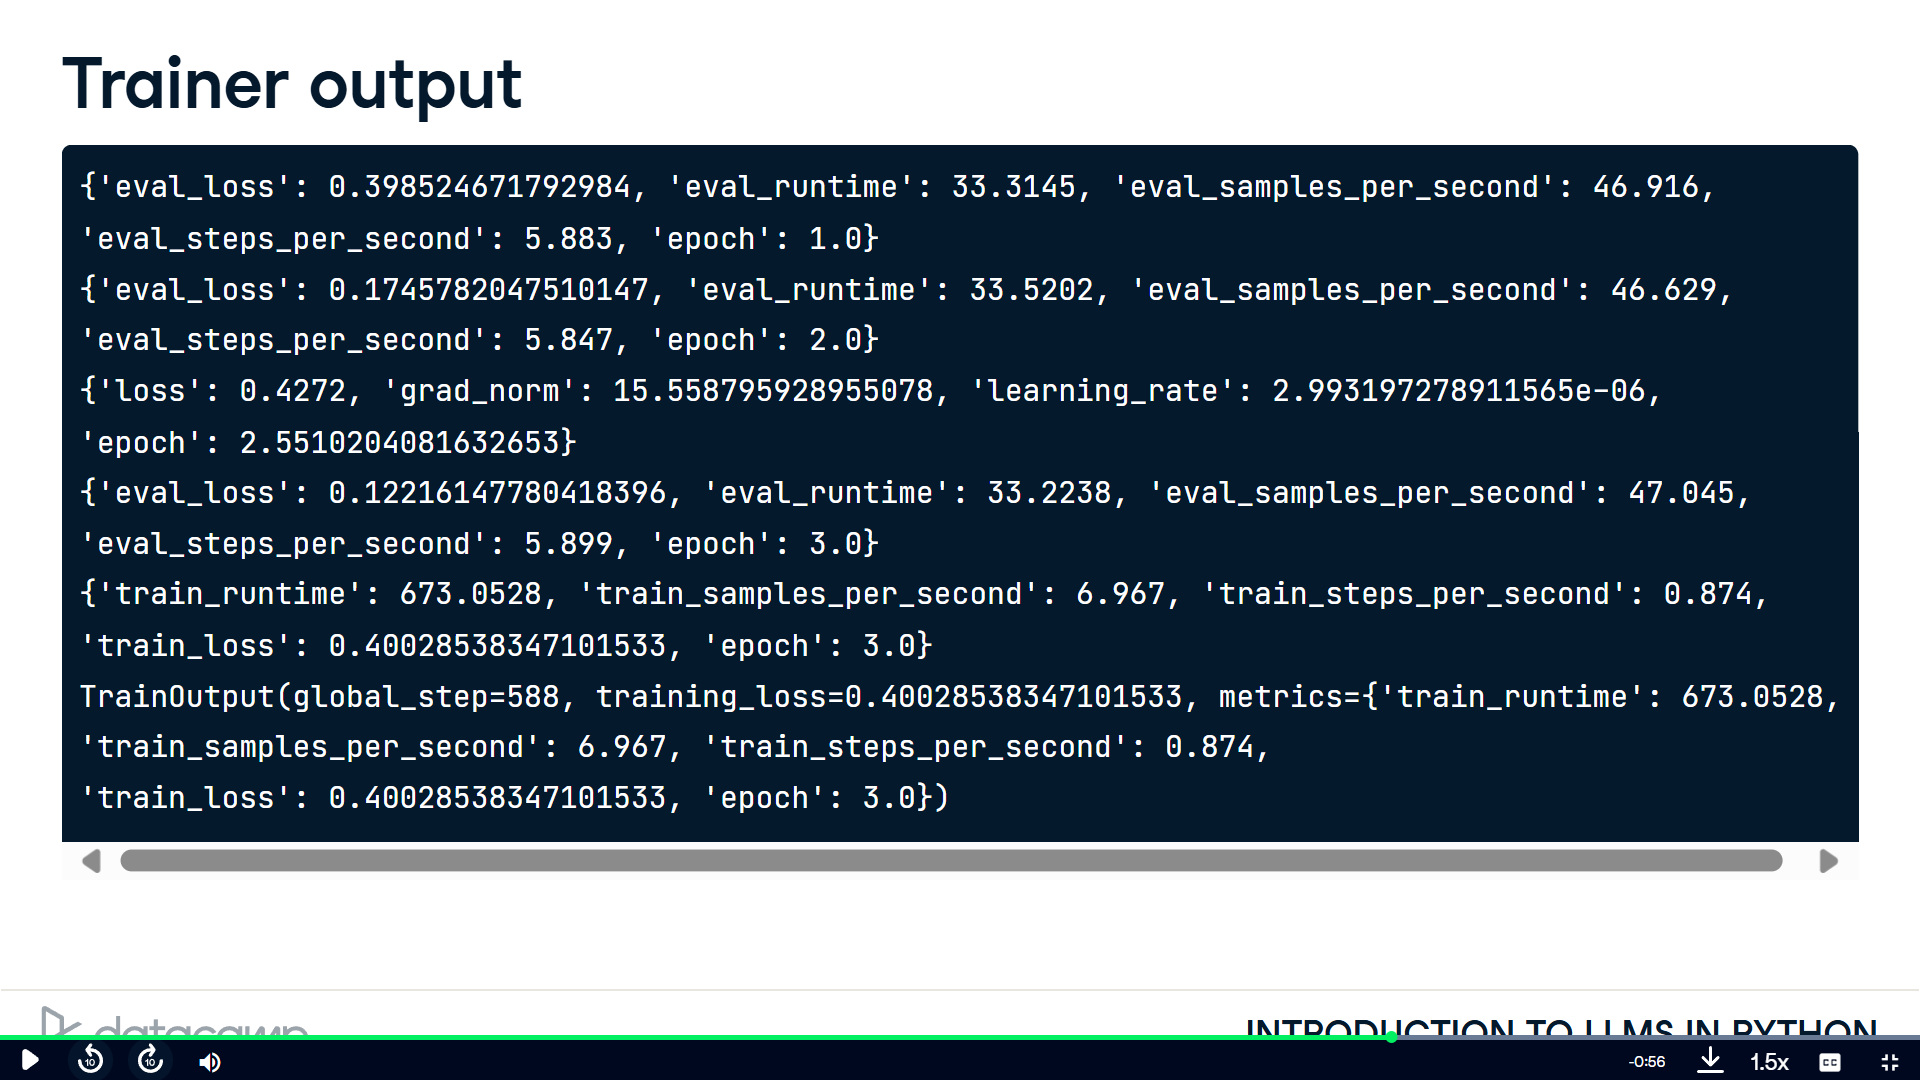 Trainer output
{'eval_loss': 0.398524671792984, 'eval_runtime': 33.3145, 'eval_samples_per_second': 46.916,
'eval_steps_per_second': 5.883, 'epoch': 1.0}
{'eval_loss': 0.1745782047510147, 'eval_runtime': 33.5202, 'eval_samples_per_second': 46.629,
'eval_steps_per_second': 5.847, 'epoch': 2.0}
{'loss': 0.4272, 'grad_norm': 15.558795928955078, 'learning_rate': 2.993197278911565e-06,
'epoch': 2.5510204081632653}
{'eval_loss': 0.12216147780418396, 'eval_runtime': 33.2238, 'eval_samples_per_second': 47.045,
'eval_steps_per_second': 5.899, 'epoch': 3.0}
{'train_runtime': 673.0528, 'train_samples_per_second': 6.967, 'train_steps_per_second': 0.874,
'train_loss': 0.40028538347101533, 'epoch': 3.0}
TrainOutput(global_step=588, training_loss=0.40028538347101533, metrics={'train_runtime': 673.0528,
'train_samples_per_second': 6.967, 'train_steps_per_second': 0.874,
'train_loss': 0.40028538347101533, 'epoch': 3.0})
datacamp
INTRODUCTION TO LLMS IN PYTHON
10
10
-0:56
1.5x
CC